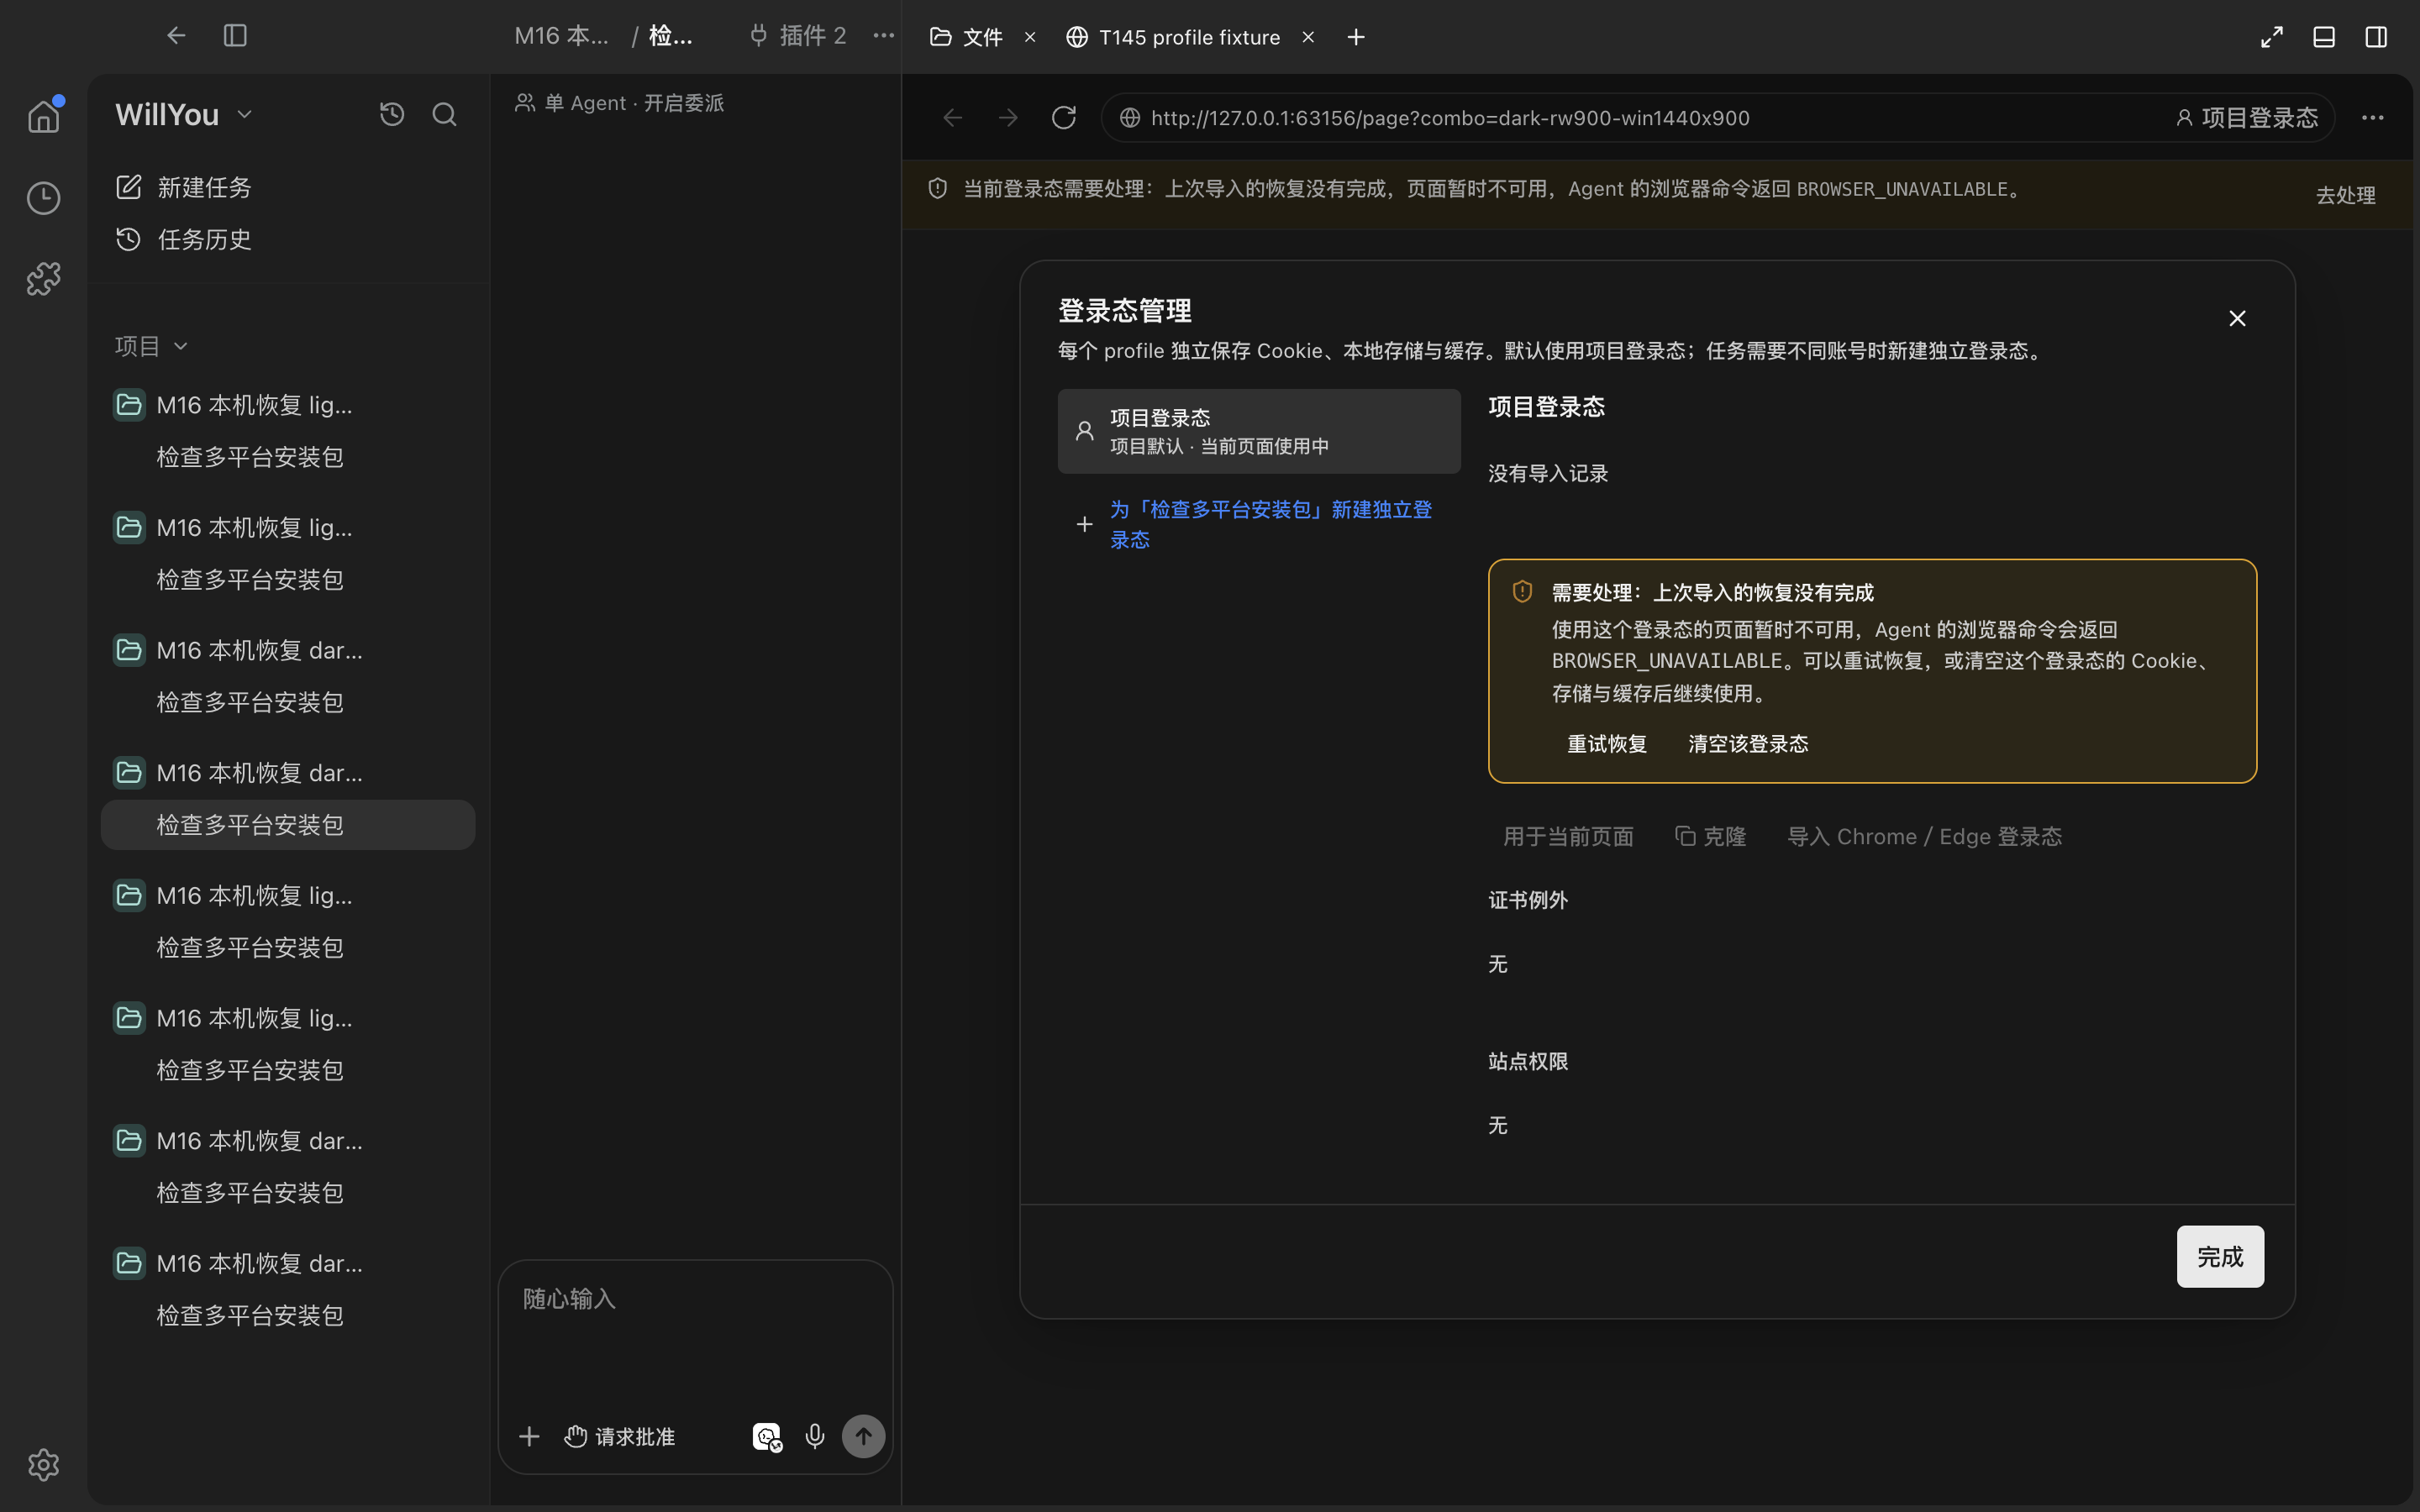 M16 本... / 检...
插件 2
文件
T145 profile fixture
WillYou
新建任务
任务历史
项目
M16 本机恢复 lig...
检查多平台安装包
M16 本机恢复 lig...
检查多平台安装包
M16 本机恢复 dar...
检查多平台安装包
M16 本机恢复 dar...
检查多平台安装包
M16 本机恢复 lig...
检查多平台安装包
M16 本机恢复 lig...
检查多平台安装包
M16 本机恢复 dar...
检查多平台安装包
M16 本机恢复 dar...
检查多平台安装包
单 Agent · 开启委派
随心输入
请求批准
http://127.0.0.1:63156/page?combo=dark-rw900-win1440x900
项目登录态
当前登录态需要处理：上次导入的恢复没有完成，页面暂时不可用，Agent 的浏览器命令返回 BROWSER_UNAVAILABLE。
去处理
登录态管理
每个 profile 独立保存 Cookie、本地存储与缓存。默认使用项目登录态；任务需要不同账号时新建独立登录态。
项目登录态
项目默认 · 当前页面使用中
为「检查多平台安装包」新建独立登
录态
项目登录态
没有导入记录
需要处理：上次导入的恢复没有完成
使用这个登录态的页面暂时不可用，Agent 的浏览器命令会返回
BROWSER_UNAVAILABLE。可以重试恢复，或清空这个登录态的 Cookie、
存储与缓存后继续使用。
重试恢复
清空该登录态
用于当前页面
克隆
导入 Chrome / Edge 登录态
证书例外
无
站点权限
无
完成